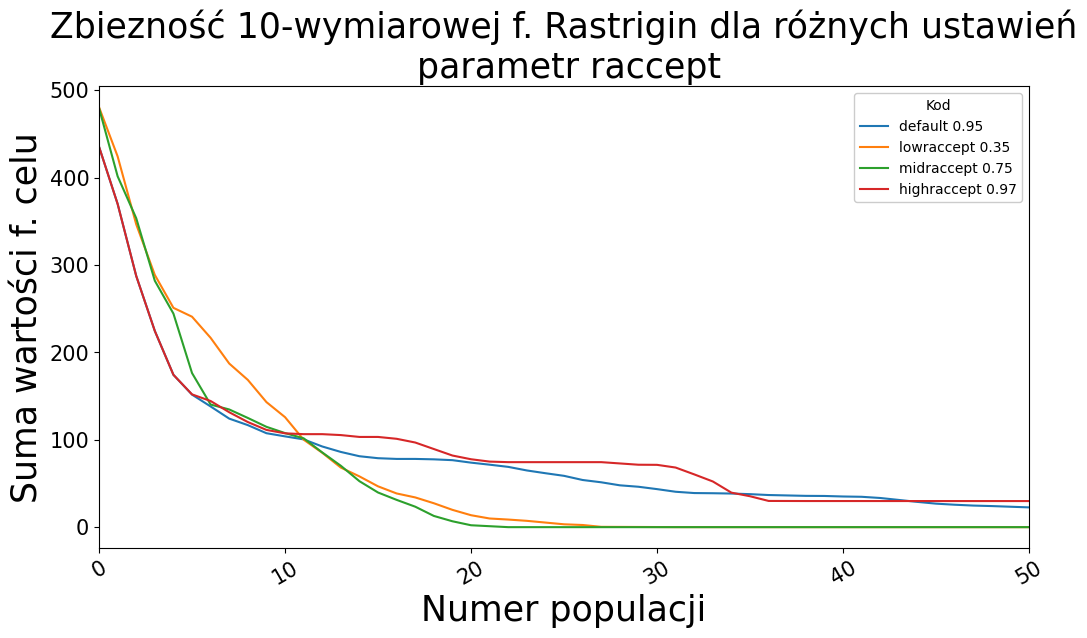 Zbiezność 10-wymiarowej f. Rastrigin dla różnych ustawień
parametr raccept
Suma wartości f. celu
500
400
300
200
100
0
Kod
default 0.95
lowraccept 0.35
midraccept 0.75
highraccept 0.97
0
10
20
30
40
50
Numer populacji